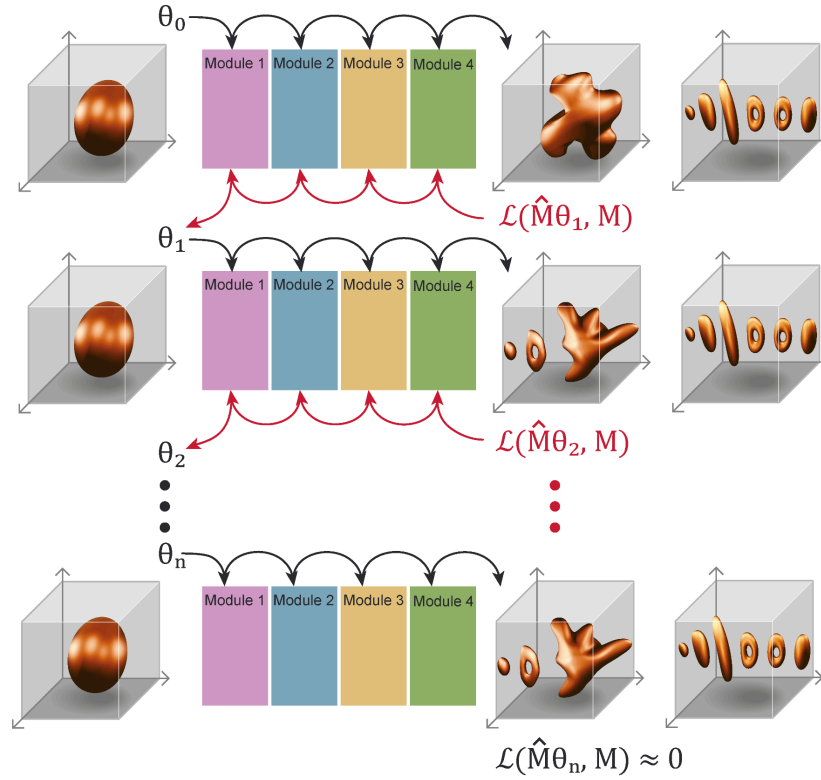 θ0
Module 1 Module 2 Module 3 Module 4
ℒ(M̂θ1, M)
θ1
Module 1 Module 2 Module 3 Module 4
ℒ(M̂θ2, M)
θ2
θn
Module 1 Module 2 Module 3 Module 4
ℒ(M̂θn, M) ≈ 0